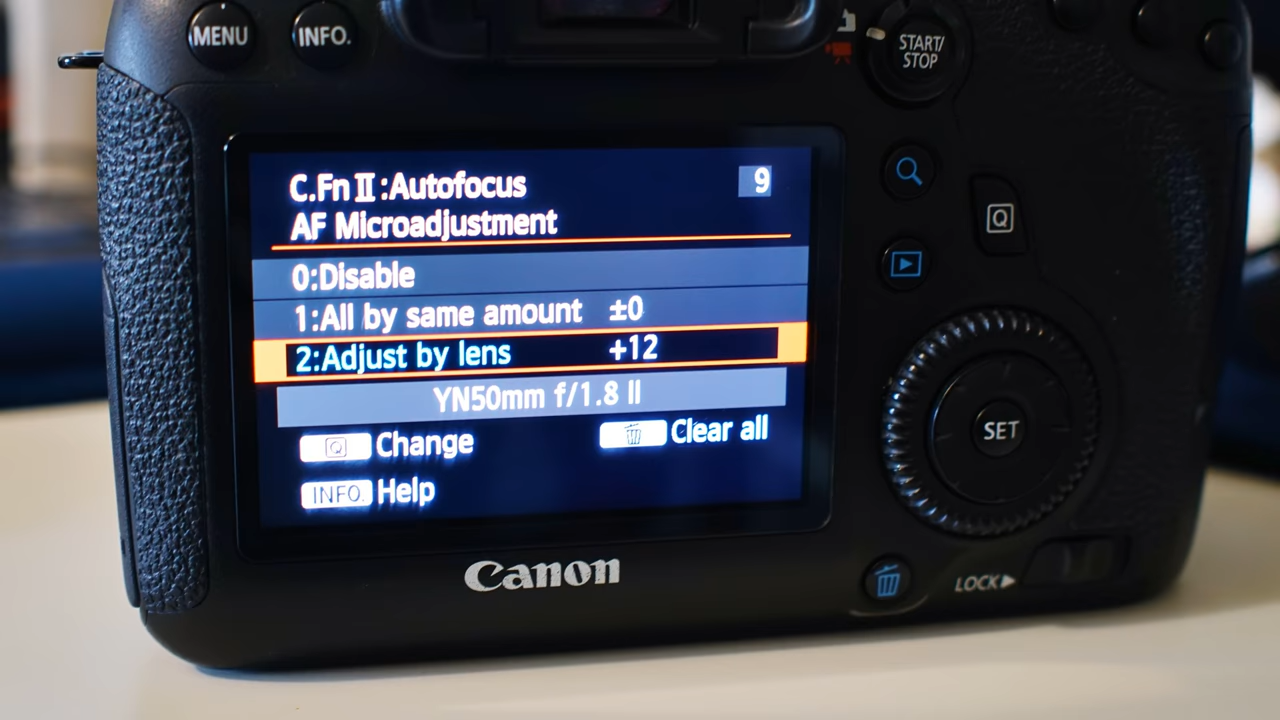 MENU INFO. START/
STOP
C.Fn II :Autofocus 9
AF Microadjustment
Q
0:Disable
1:All by same amount ±0
2:Adjust by lens +12
YN50mm f/1.8 II
SET
Q Change Clear all
INFO. Help
Canon
LOCK▶